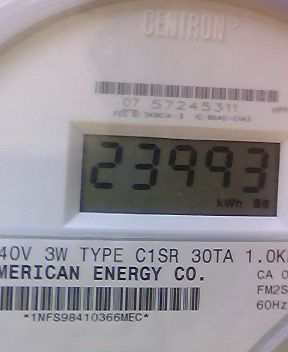 CENTRON®
07 57245311
23993
kWh
40V 3W TYPE C1SR 30TA 1.0K
MERICAN ENERGY CO.
CA 0
FM2S
60Hz
*1NFS98410366MEC*